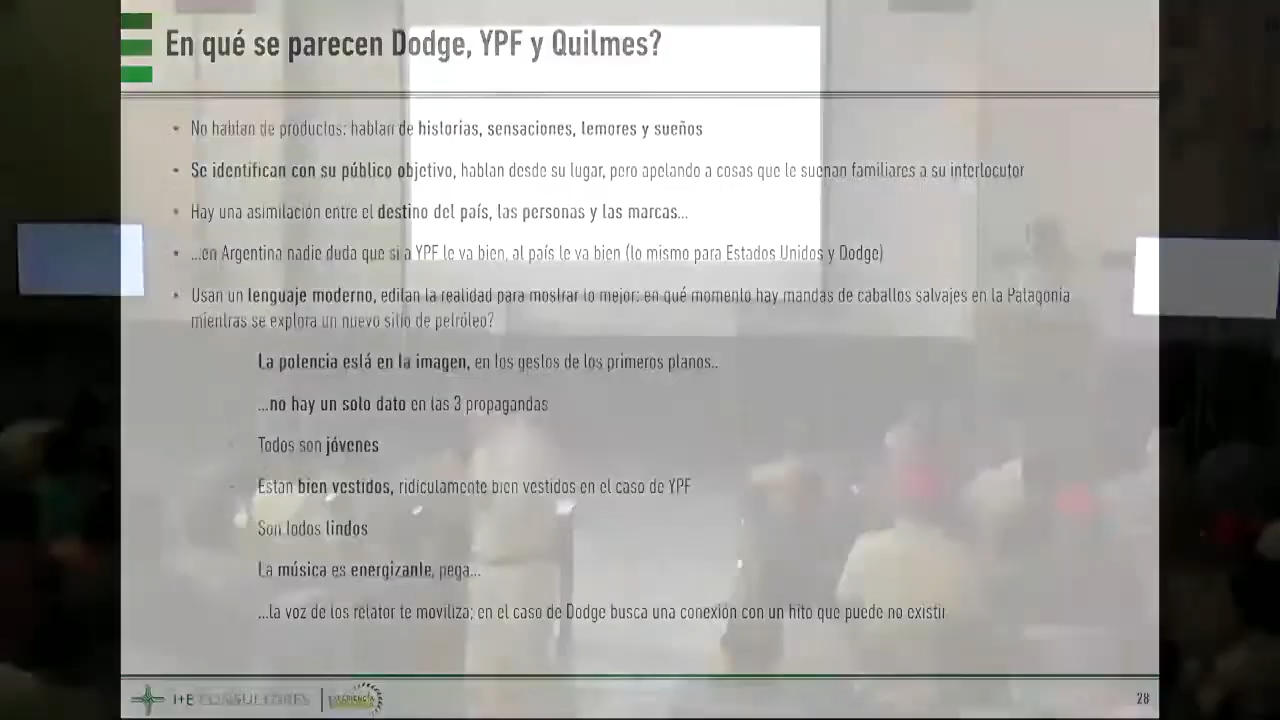 En qué se parecen Dodge, YPF y Quilmes?
• No hablan de productos: hablan de historias, sensaciones, temores y sueños
• Se identifican con su público objetivo, hablan desde su lugar, pero apelando a cosas que le suenan familiares a su interlocutor
• Hay una asimilación entre el destino del país, las personas y las marcas...
• ...en Argentina nadie duda que si a YPF le va bien, al país le va bien (lo mismo para Estados Unidos y Dodge)
• Usan un lenguaje moderno, editan la realidad para mostrar lo mejor: en qué momento hay mandas de caballos salvajes en la Patagonia
mientras se explora un nuevo sitio de petróleo?
La potencia está en la imagen, en los gestos de los primeros planos..
...no hay un solo dato en las 3 propagandas
- Todos son jóvenes
- Estan bien vestidos, ridículamente bien vestidos en el caso de YPF
Son todos lindos
La música es energizante, pega...
...la voz de los relator te moviliza; en el caso de Dodge busca una conexión con un hito que puede no existir
I+E CONSULTORES
28